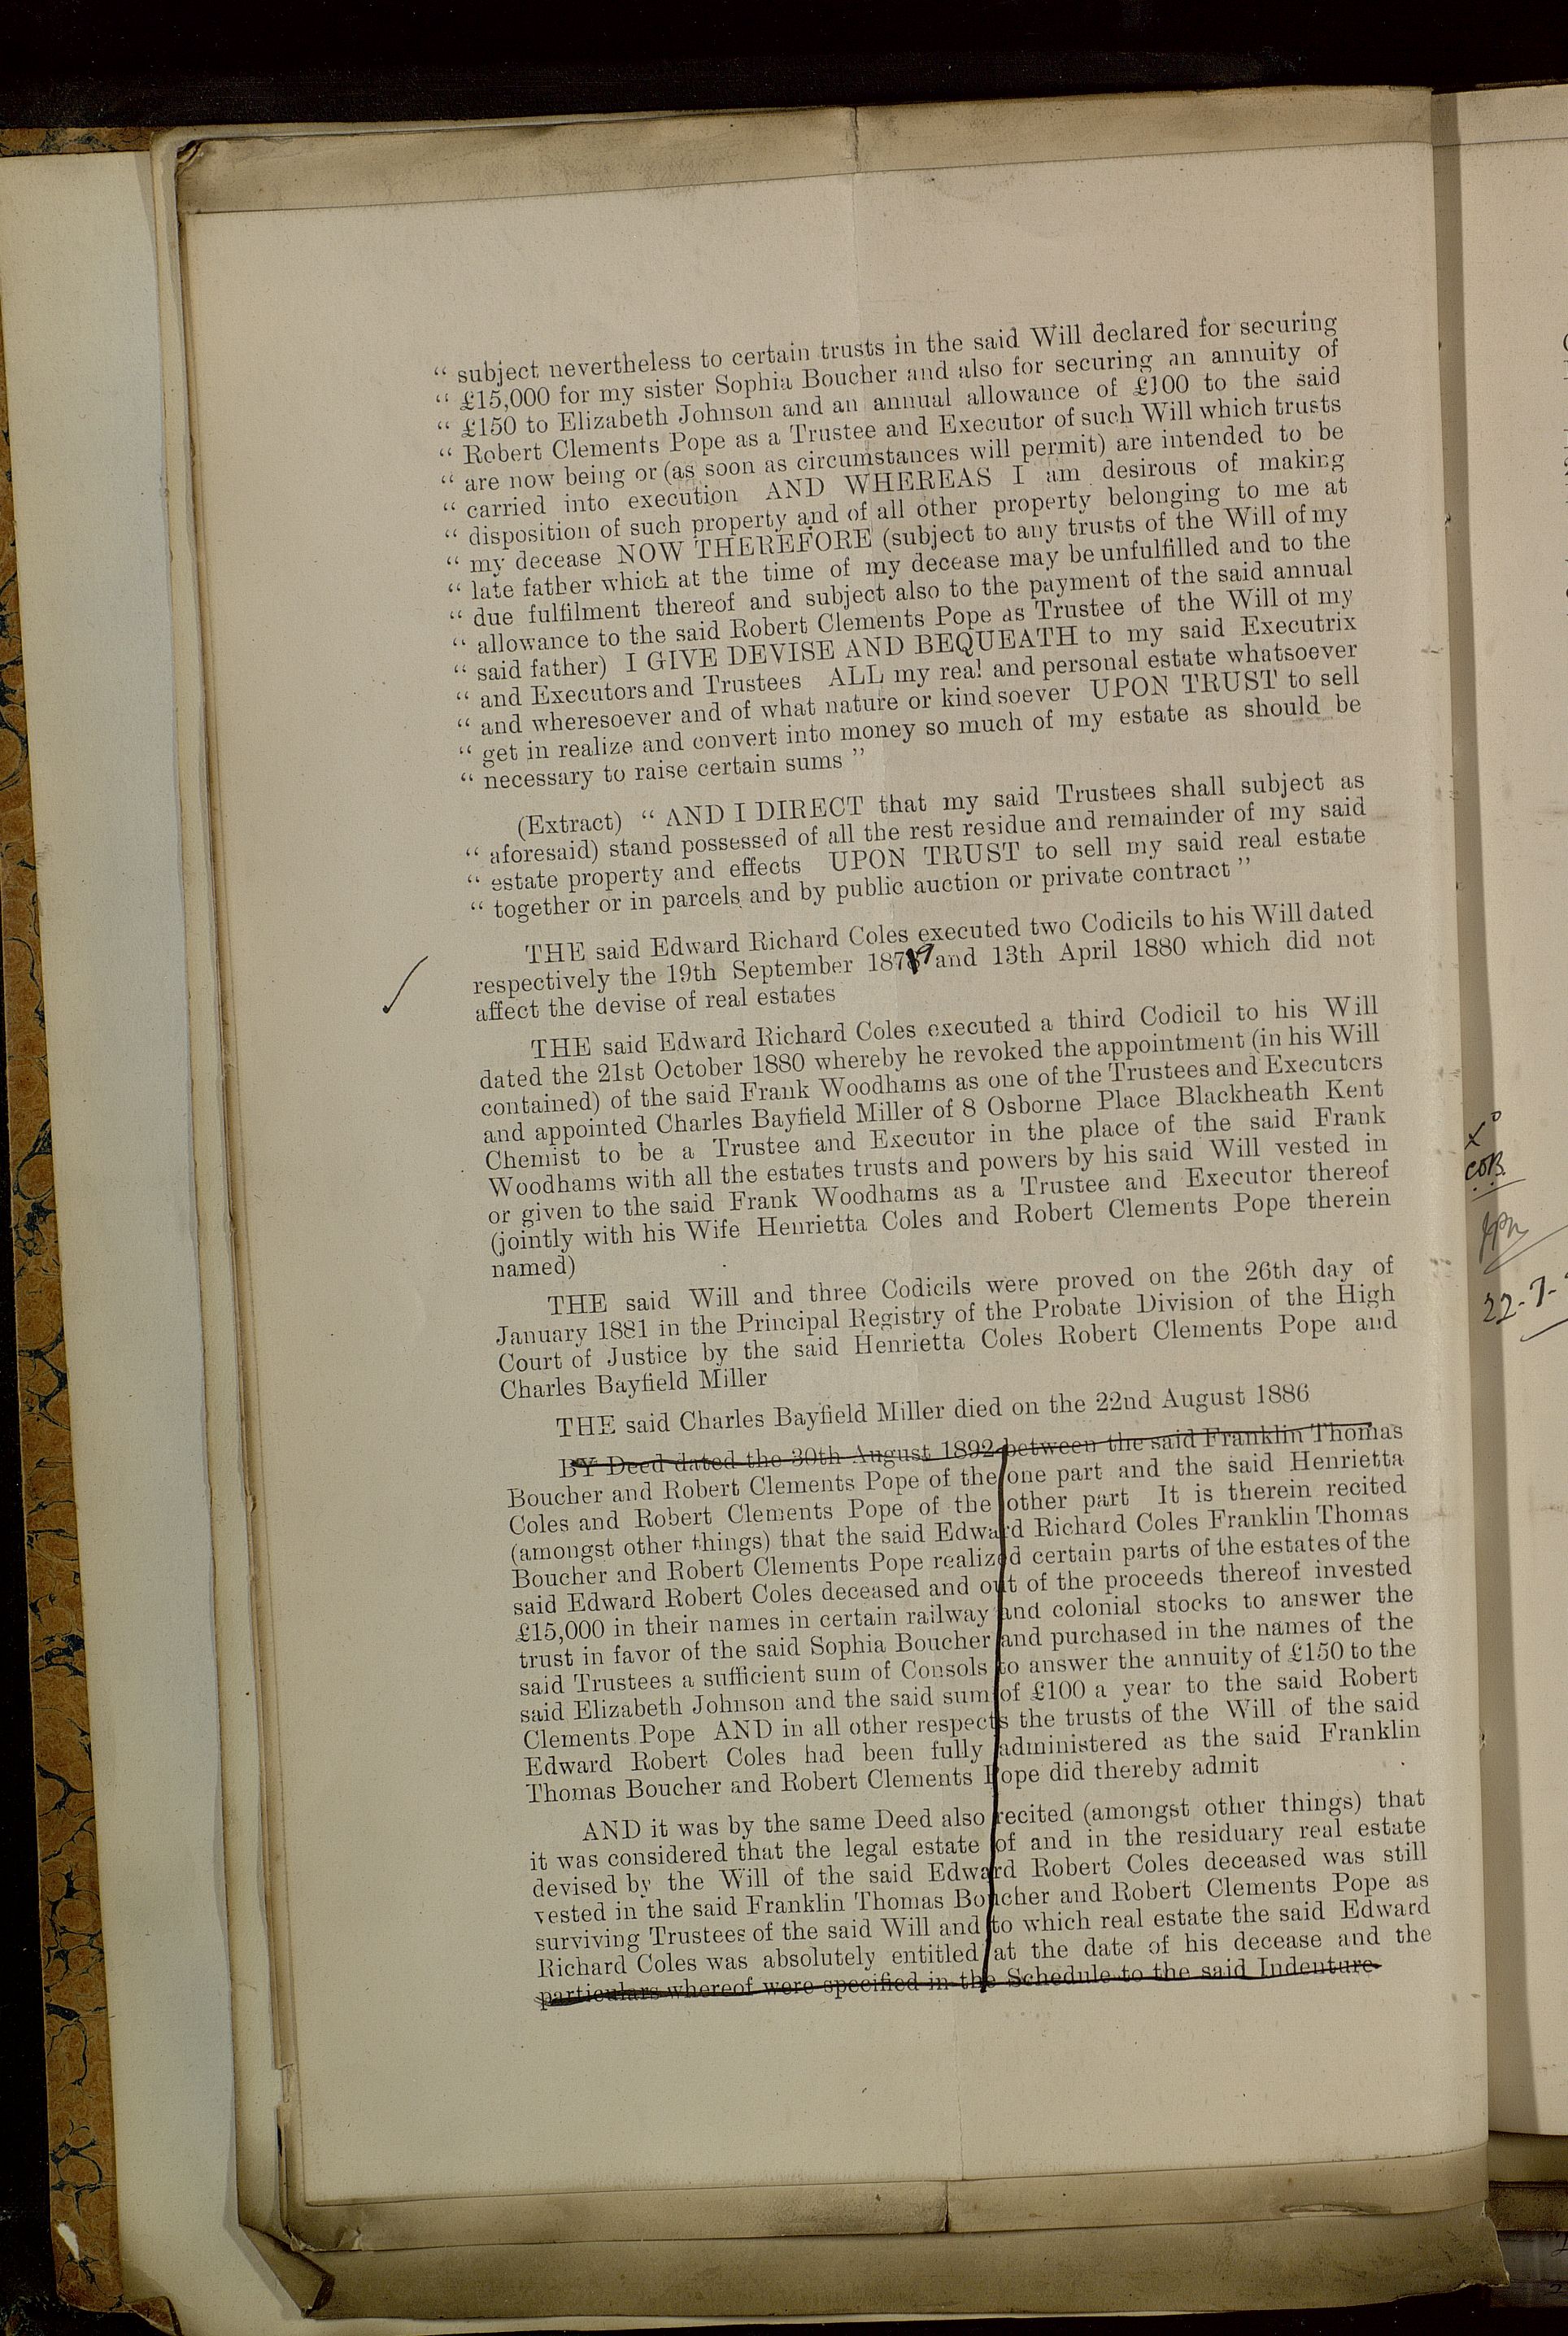 “ subject nevertheless to certain trusts in the said Will declared for securing
“ £15,000 for my sister Sophia Boucher and also for securing an annuity of
“ £150 to Elizabeth Johnson and an annual allowance of £100 to the said
“ Robert Clements Pope as a Trustee and Executor of such Will which trusts
“ are now being or (as soon as circumstances will permit) are intended to be
“ carried into execution AND WHEREAS I am desirous of making
“ disposition of such property and of all other property belonging to me at
“ my decease NOW THEREFORE (subject to any trusts of the Will of my
“ late father which at the time of my decease may be unfulfilled and to the
“ due fulfilment thereof and subject also to the payment of the said annual
“ allowance to the said Robert Clements Pope as Trustee of the Will of my
“ said father) I GIVE DEVISE AND BEQUEATH to my said Executrix
“ and Executors and Trustees ALL my real and personal estate whatsoever
“ and wheresoever and of what nature or kind soever UPON TRUST to sell
“ get in realize and convert into money so much of my estate as should be
“ necessary to raise certain sums ”
(Extract) “ AND I DIRECT that my said Trustees shall subject as
“ aforesaid) stand possessed of all the rest residue and remainder of my said
“ estate property and effects UPON TRUST to sell my said real estate
“ together or in parcels and by public auction or private contract ”
THE said Edward Richard Coles executed two Codicils to his Will dated
respectively the 19th September 1879 and 13th April 1880 which did not
affect the devise of real estates
THE said Edward Richard Coles executed a third Codicil to his Will
dated the 21st October 1880 whereby he revoked the appointment (in his Will
contained) of the said Frank Woodhams as one of the Trustees and Executors
and appointed Charles Bayfield Miller of 8 Osborne Place Blackheath Kent
Chemist to be a Trustee and Executor in the place of the said Frank
Woodhams with all the estates trusts and powers by his said Will vested in
or given to the said Frank Woodhams as a Trustee and Executor thereof
(jointly with his Wife Henrietta Coles and Robert Clements Pope therein
named)
THE said Will and three Codicils were proved on the 26th day of
January 1881 in the Principal Registry of the Probate Division of the High
Court of Justice by the said Henrietta Coles Robert Clements Pope and
Charles Bayfield Miller
THE said Charles Bayfield Miller died on the 22nd August 1886
BY Deed dated the 30th August 1892 between the said Franklin Thomas
Boucher and Robert Clements Pope of the one part and the said Henrietta
Coles and Robert Clements Pope of the other part It is therein recited
(amongst other things) that the said Edward Richard Coles Franklin Thomas
Boucher and Robert Clements Pope realized certain parts of the estates of the
said Edward Robert Coles deceased and out of the proceeds thereof invested
£15,000 in their names in certain railway and colonial stocks to answer the
trust in favor of the said Sophia Boucher and purchased in the names of the
said Trustees a sufficient sum of Consols to answer the annuity of £150 to the
said Elizabeth Johnson and the said sum of £100 a year to the said Robert
Clements Pope AND in all other respects the trusts of the Will of the said
Edward Robert Coles had been fully administered as the said Franklin
Thomas Boucher and Robert Clements Pope did thereby admit
AND it was by the same Deed also recited (amongst other things) that
it was considered that the legal estate of and in the residuary real estate
devised by the Will of the said Edward Robert Coles deceased was still
vested in the said Franklin Thomas Boucher and Robert Clements Pope as
surviving Trustees of the said Will and to which real estate the said Edward
Richard Coles was absolutely entitled at the date of his decease and the
particulars whereof were specified in the Schedule to the said Indenture
22-7-